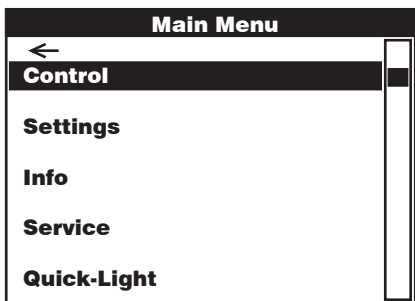 Main Menu
Control
Settings
Info
Service
Quick-Light